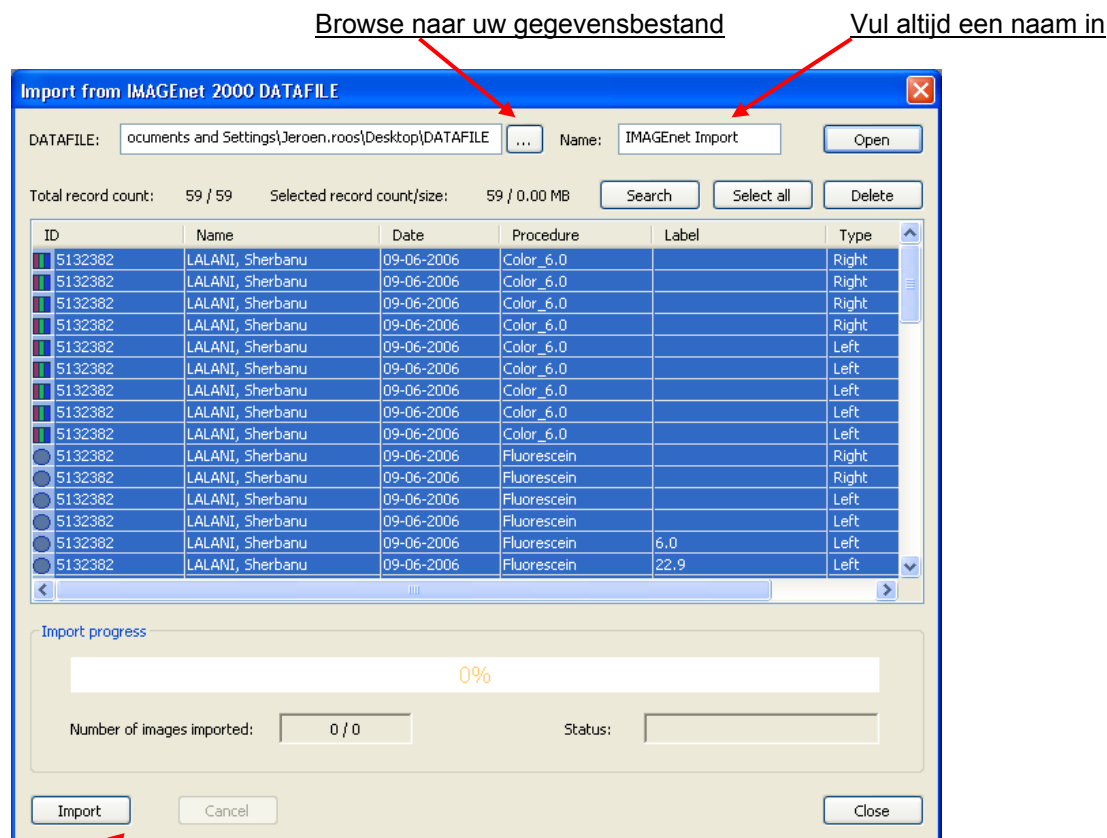 Browse naar uw gegevensbestand Vul altijd een naam in
Import from IMAGEnet 2000 DATAFILE
DATAFILE: ocuments and Settings\Jeroen.roos\Desktop\DATAFILE ... Name: IMAGEnet Import Open
Total record count: 59 / 59 Selected record count/size: 59 / 0.00 MB Search Select all Delete
ID Name Date Procedure Label Type
5132382 LALANI, Sherbanu 09-06-2006 Color_6.0 Right
5132382 LALANI, Sherbanu 09-06-2006 Color_6.0 Right
5132382 LALANI, Sherbanu 09-06-2006 Color_6.0 Right
5132382 LALANI, Sherbanu 09-06-2006 Color_6.0 Right
5132382 LALANI, Sherbanu 09-06-2006 Color_6.0 Left
5132382 LALANI, Sherbanu 09-06-2006 Color_6.0 Left
5132382 LALANI, Sherbanu 09-06-2006 Color_6.0 Left
5132382 LALANI, Sherbanu 09-06-2006 Color_6.0 Left
5132382 LALANI, Sherbanu 09-06-2006 Color_6.0 Left
5132382 LALANI, Sherbanu 09-06-2006 Fluorescein Right
5132382 LALANI, Sherbanu 09-06-2006 Fluorescein Right
5132382 LALANI, Sherbanu 09-06-2006 Fluorescein Left
5132382 LALANI, Sherbanu 09-06-2006 Fluorescein Left
5132382 LALANI, Sherbanu 09-06-2006 Fluorescein 6.0 Left
5132382 LALANI, Sherbanu 09-06-2006 Fluorescein 22.9 Left
Import progress
0%
Number of images imported: 0 / 0 Status:
Import Cancel Close